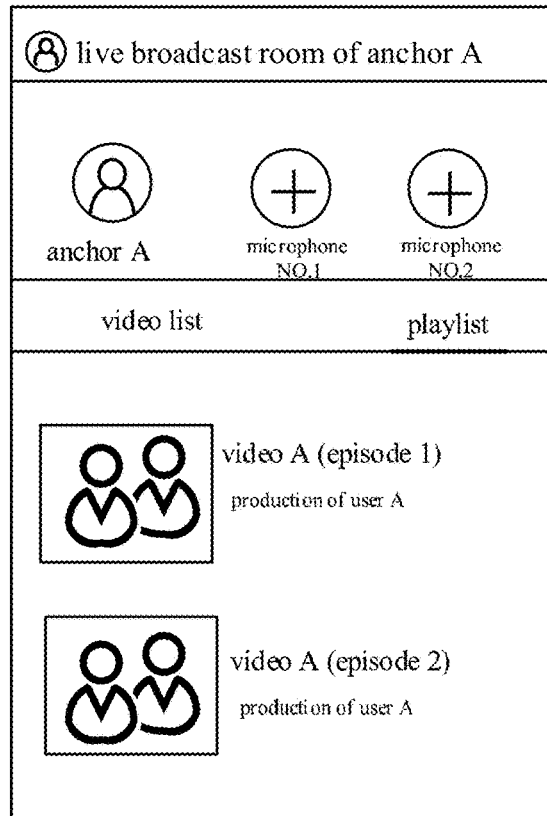 live broadcast room of anchor A
anchor A
microphone
NO.1
microphone
NO.2
video list
playlist
video A (episode 1)
production of user A
video A (episode 2)
production of user A